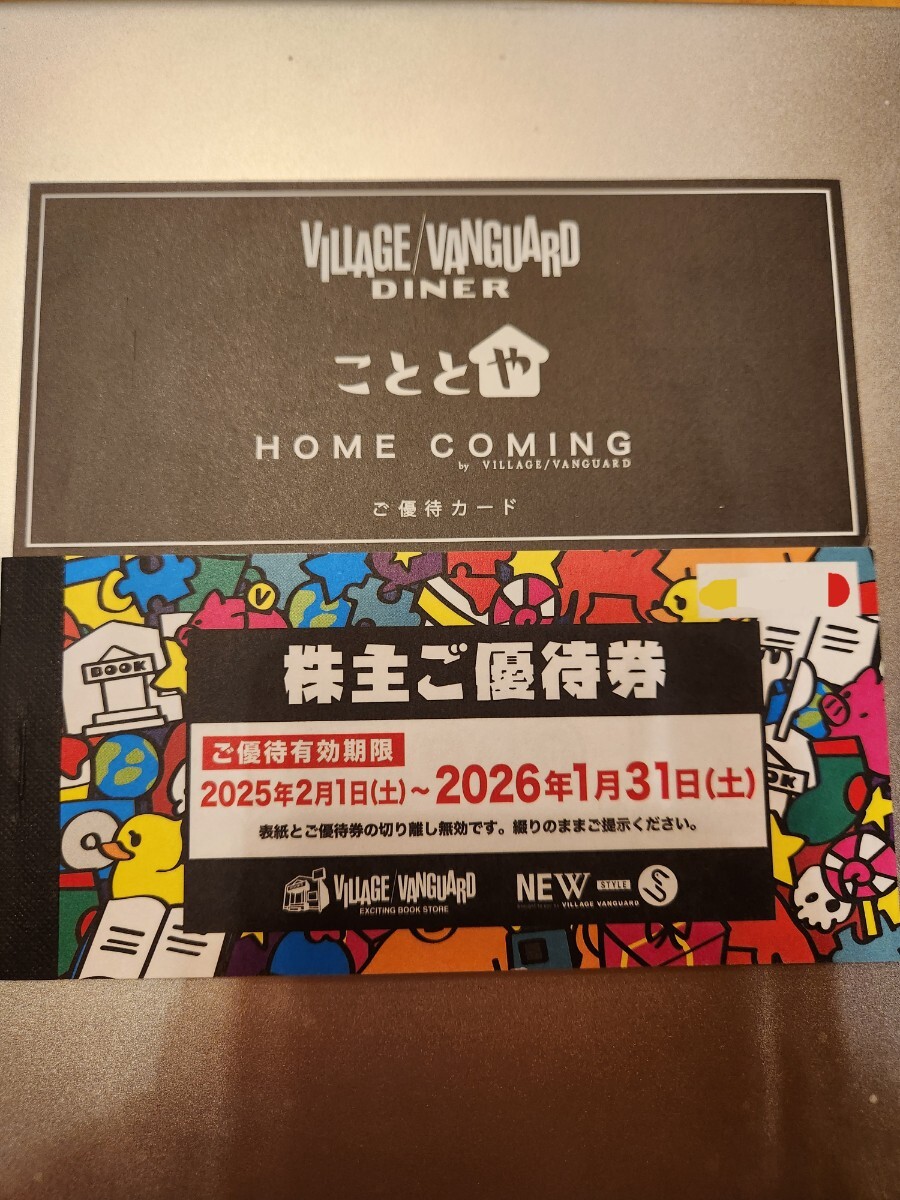 VILLAGE/VANGUARD
DINER
こととや
HOME COMING
by VILLAGE/VANGUARD
ご優待カード
V
BOOK
株主ご優待券
ご優待有効期限
2025年2月1日(土)～2026年1月31日(土)
表紙とご優待券の切り離し無効です。綴りのままご提示ください。
VILLAGE/VANGUARD
EXCITING BOOK STORE
NEW STYLE
VILLAGE VANGUARD